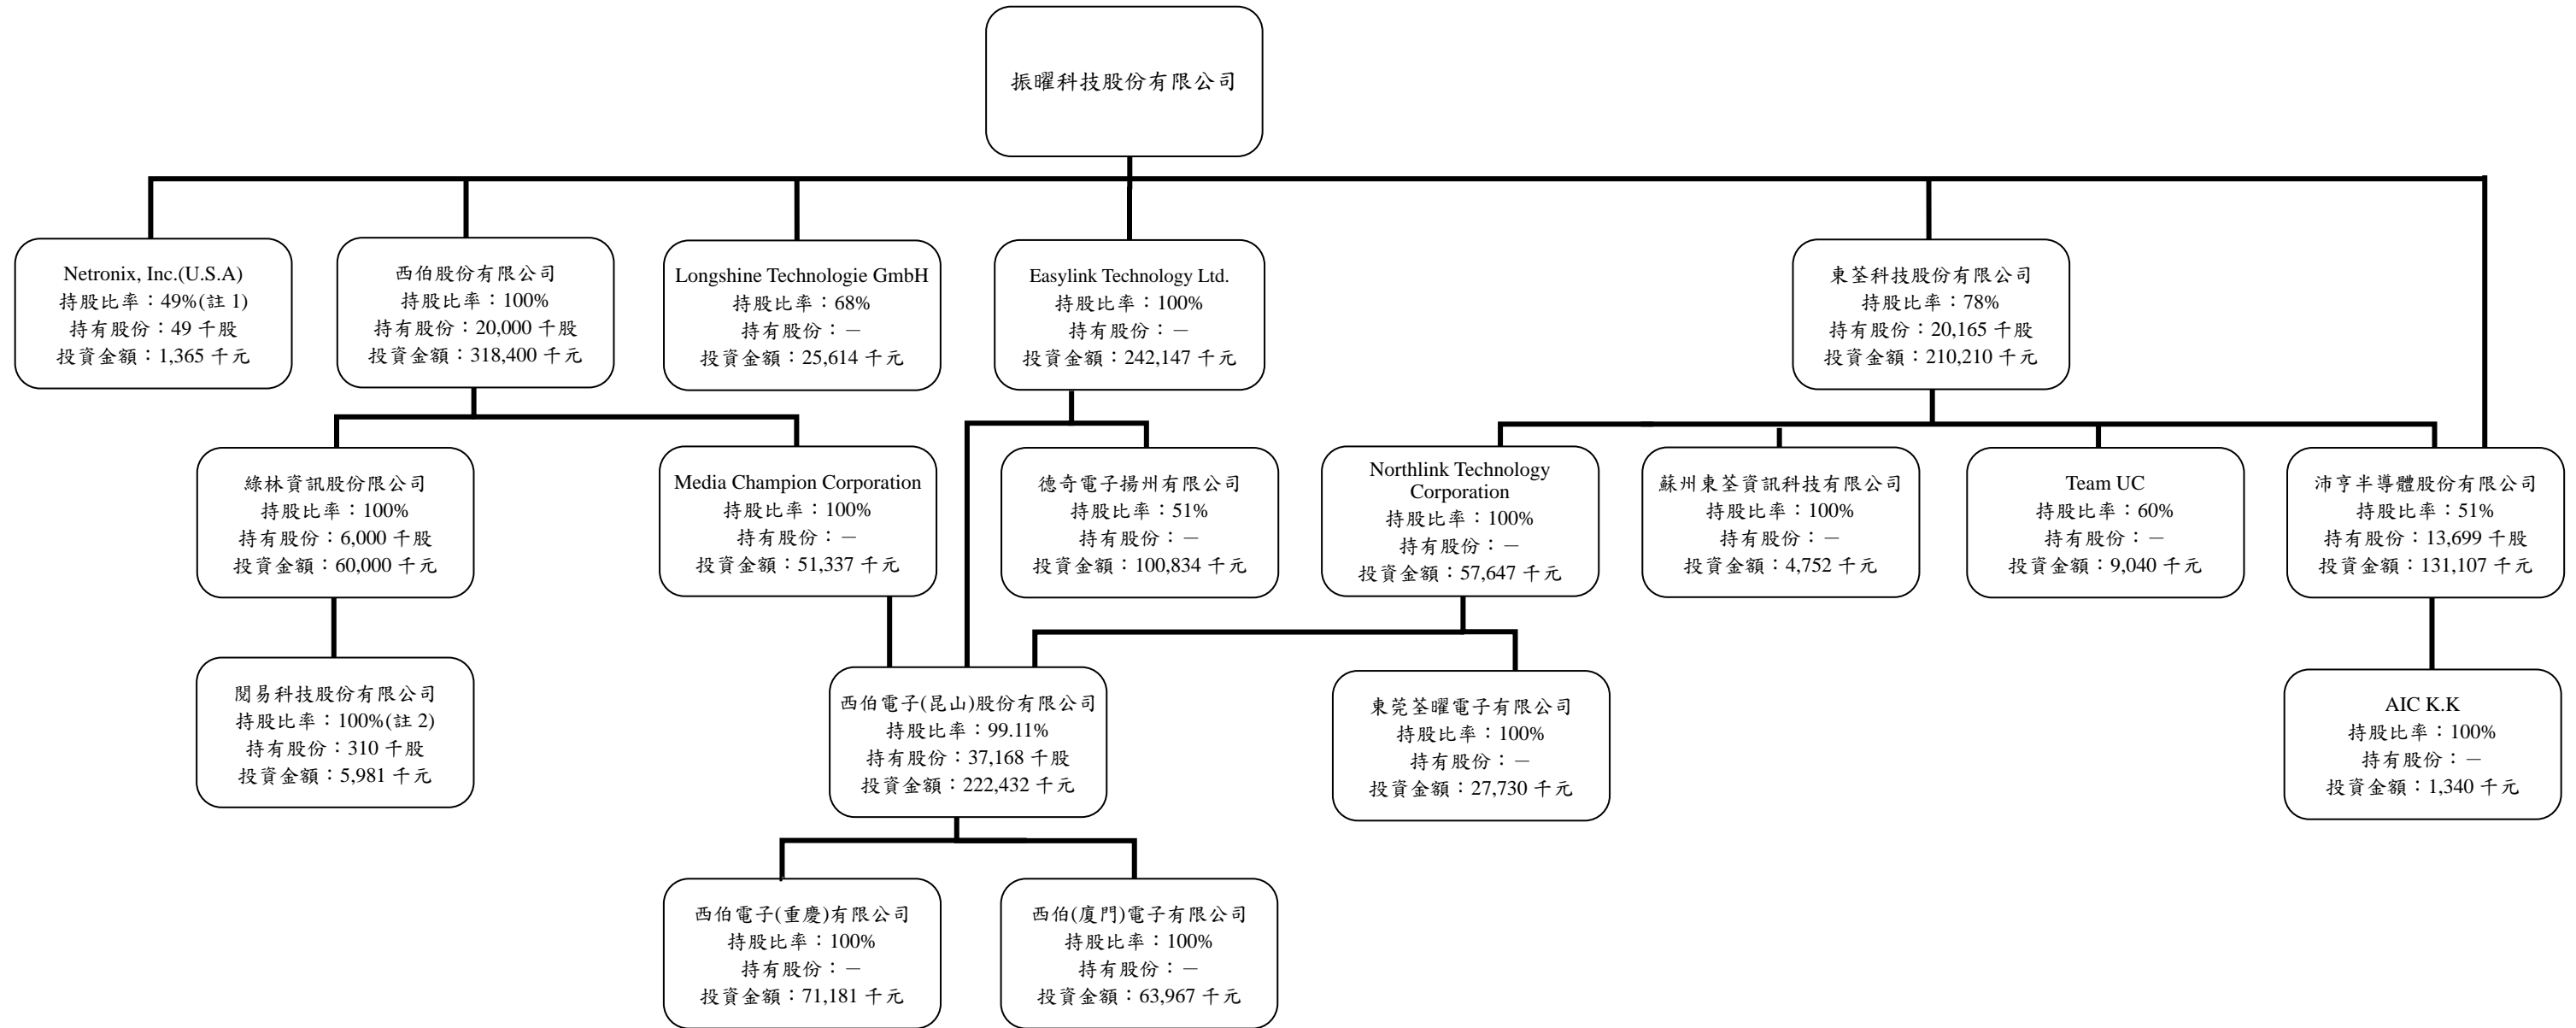 振曜科技股份有限公司
Netronix, Inc.(U.S.A)
持股比率：49%(註 1)
持有股份：49 千股
投資金額：1,365 千元
西伯股份有限公司
持股比率：100%
持有股份：20,000 千股
投資金額：318,400 千元
Longshine Technologie GmbH
持股比率：68%
持有股份：－
投資金額：25,614 千元
Easylink Technology Ltd.
持股比率：100%
持有股份：－
投資金額：242,147 千元
東荃科技股份有限公司
持股比率：78%
持有股份：20,165 千股
投資金額：210,210 千元
綠林資訊股份限公司
持股比率：100%
持有股份：6,000 千股
投資金額：60,000 千元
Media Champion Corporation
持股比率：100%
持有股份：－
投資金額：51,337 千元
德奇電子揚州有限公司
持股比率：51%
持有股份：－
投資金額：100,834 千元
Northlink Technology
Corporation
持股比率：100%
持有股份：－
投資金額：57,647 千元
蘇州東荃資訊科技有限公司
持股比率：100%
持有股份：－
投資金額：4,752 千元
Team UC
持股比率：60%
持有股份：－
投資金額：9,040 千元
沛亨半導體股份有限公司
持股比率：51%
持有股份：13,699 千股
投資金額：131,107 千元
閱易科技股份有限公司
持股比率：100%(註 2)
持有股份：310 千股
投資金額：5,981 千元
西伯電子(昆山)股份有限公司
持股比率：99.11%
持有股份：37,168 千股
投資金額：222,432 千元
東莞荃曜電子有限公司
持股比率：100%
持有股份：－
投資金額：27,730 千元
AIC K.K
持股比率：100%
持有股份：－
投資金額：1,340 千元
西伯電子(重慶)有限公司
持股比率：100%
持有股份：－
投資金額：71,181 千元
西伯(廈門)電子有限公司
持股比率：100%
持有股份：－
投資金額：63,967 千元